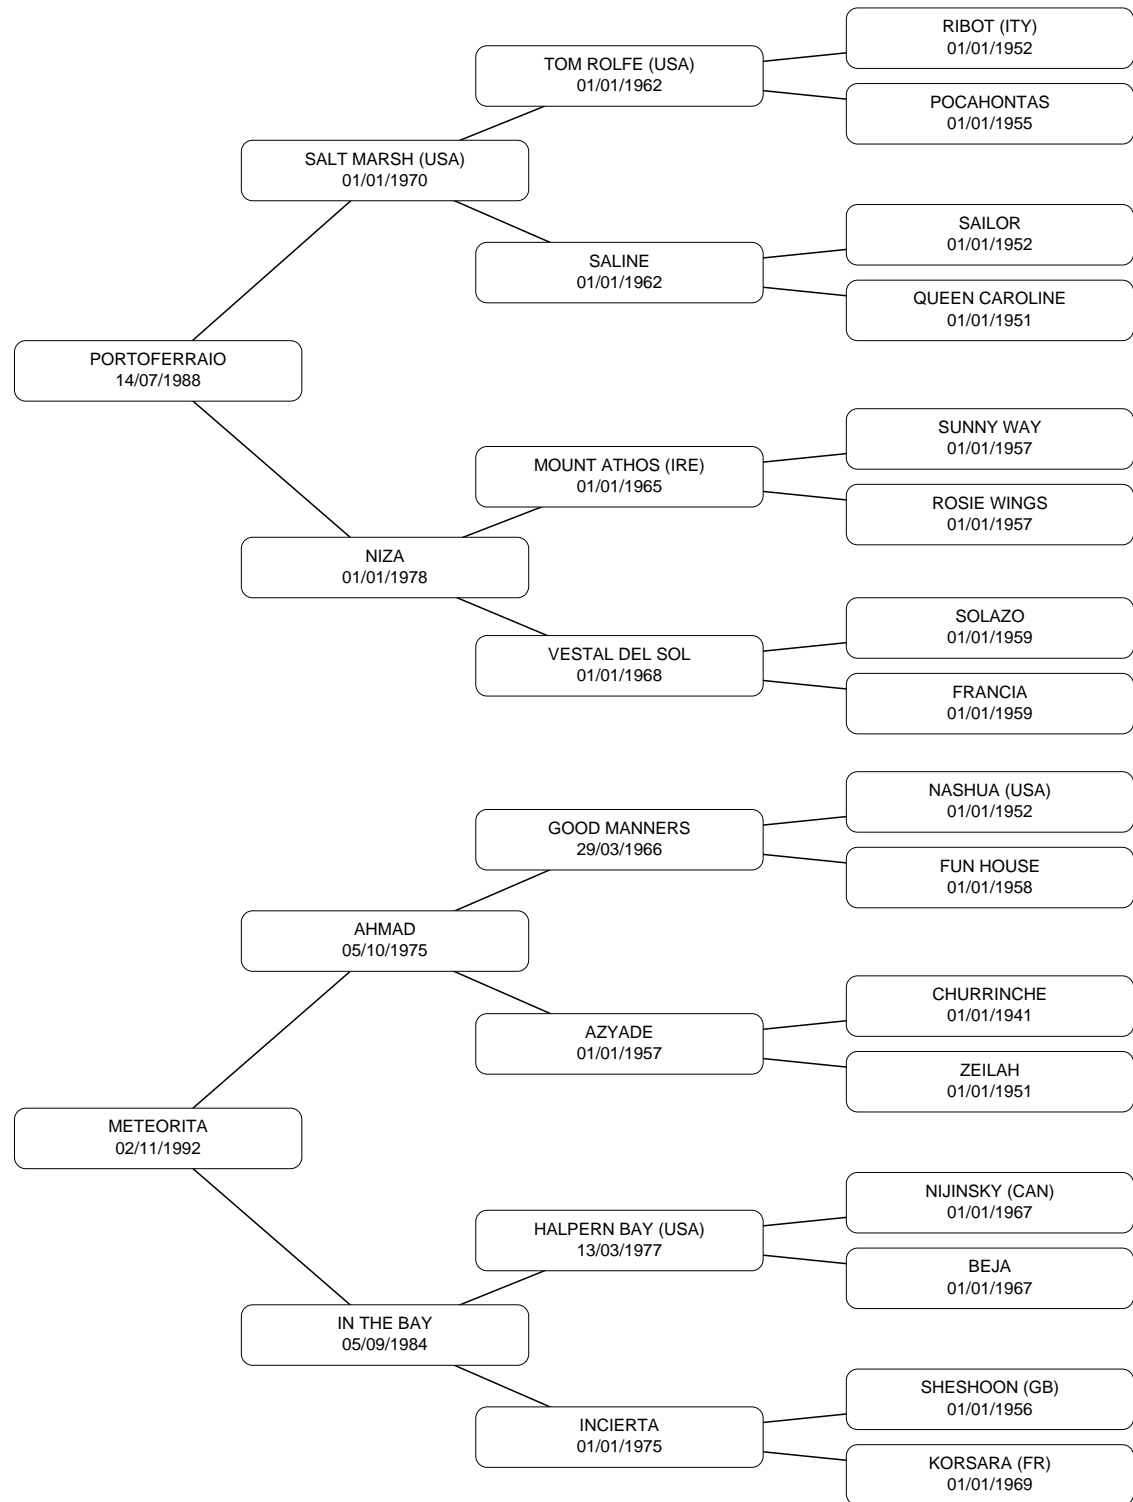 RIBOT (ITY)
01/01/1952
TOM ROLFE (USA)
01/01/1962
POCAHONTAS
01/01/1955
SALT MARSH (USA)
01/01/1970
SAILOR
01/01/1952
SALINE
01/01/1962
QUEEN CAROLINE
01/01/1951
PORTOFERRAIO
14/07/1988
SUNNY WAY
01/01/1957
MOUNT ATHOS (IRE)
01/01/1965
ROSIE WINGS
01/01/1957
NIZA
01/01/1978
SOLAZO
01/01/1959
VESTAL DEL SOL
01/01/1968
FRANCIA
01/01/1959
NASHUA (USA)
01/01/1952
GOOD MANNERS
29/03/1966
FUN HOUSE
01/01/1958
AHMAD
05/10/1975
CHURRINCHE
01/01/1941
AZYADE
01/01/1957
ZEILAH
01/01/1951
METEORITA
02/11/1992
NIJINSKY (CAN)
01/01/1967
HALPERN BAY (USA)
13/03/1977
BEJA
01/01/1967
IN THE BAY
05/09/1984
SHESHOON (GB)
01/01/1956
INCIERTA
01/01/1975
KORSARA (FR)
01/01/1969